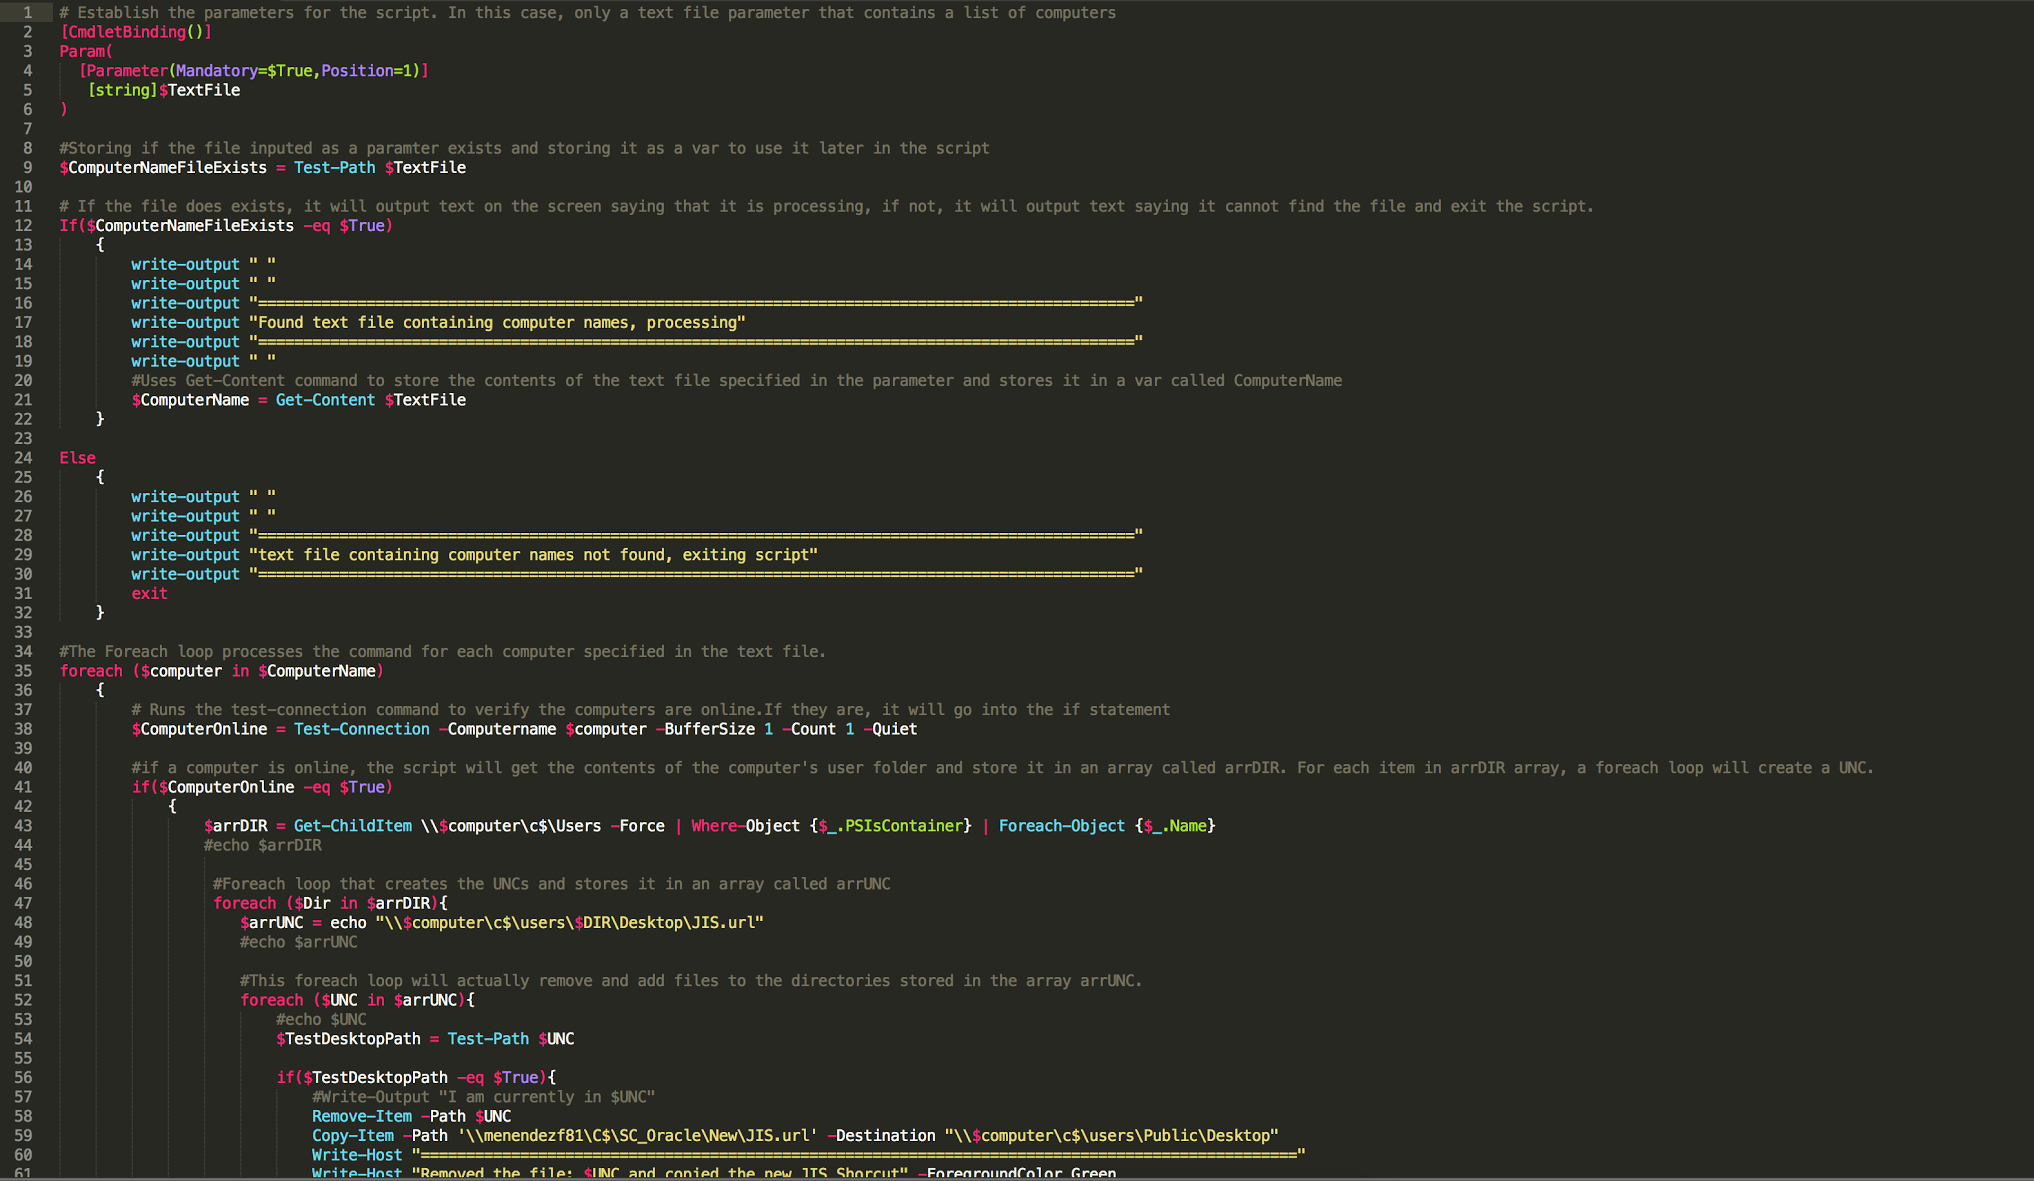 1 # Establish the parameters for the script. In this case, only a text file parameter that contains a list of computers
2 [CmdletBinding()]
3 Param(
4 [Parameter(Mandatory=$True,Position=1)]
5 [string]$TextFile
6 )
7
8 #Storing if the file inputed as a paramter exists and storing it as a var to use it later in the script
9 $ComputerNameFileExists = Test-Path $TextFile
10
11 # If the file does exists, it will output text on the screen saying that it is processing, if not, it will output text saying it cannot find the file and exit the script.
12 If($ComputerNameFileExists -eq $True)
13 {
14 write-output " "
15 write-output " "
16 write-output "================================================================================================="
17 write-output "Found text file containing computer names, processing"
18 write-output "================================================================================================="
19 write-output " "
20 #Uses Get-Content command to store the contents of the text file specified in the parameter and stores it in a var called ComputerName
21 $ComputerName = Get-Content $TextFile
22 }
23
24 Else
25 {
26 write-output " "
27 write-output " "
28 write-output "================================================================================================="
29 write-output "text file containing computer names not found, exiting script"
30 write-output "================================================================================================="
31 exit
32 }
33
34 #The Foreach loop processes the command for each computer specified in the text file.
35 foreach ($computer in $ComputerName)
36 {
37 # Runs the test-connection command to verify the computers are online.If they are, it will go into the if statement
38 $ComputerOnline = Test-Connection -Computername $computer -BufferSize 1 -Count 1 -Quiet
39
40 #if a computer is online, the script will get the contents of the computer's user folder and store it in an array called arrDIR. For each item in arrDIR array, a foreach loop will create a UNC.
41 if($ComputerOnline -eq $True)
42 {
43 $arrDIR = Get-ChildItem \\$computer\c$\Users -Force | Where-Object {$_.PSIsContainer} | Foreach-Object {$_.Name}
44 #echo $arrDIR
45
46 #Foreach loop that creates the UNCs and stores it in an array called arrUNC
47 foreach ($Dir in $arrDIR){
48 $arrUNC = echo "\\$computer\c$\users\$DIR\Desktop\JIS.url"
49 #echo $arrUNC
50
51 #This foreach loop will actually remove and add files to the directories stored in the array arrUNC.
52 foreach ($UNC in $arrUNC){
53 #echo $UNC
54 $TestDesktopPath = Test-Path $UNC
55
56 if($TestDesktopPath -eq $True){
57 #Write-Output "I am currently in $UNC"
58 Remove-Item -Path $UNC
59 Copy-Item -Path '\\menendezf81\C$\SC_Oracle\New\JIS.url' -Destination "\\$computer\c$\users\Public\Desktop"
60 Write-Host "================================================================================================="
61 Write-Host "Removed the file: $UNC and copied the new JIS Shorcut" -ForegroundColor Green